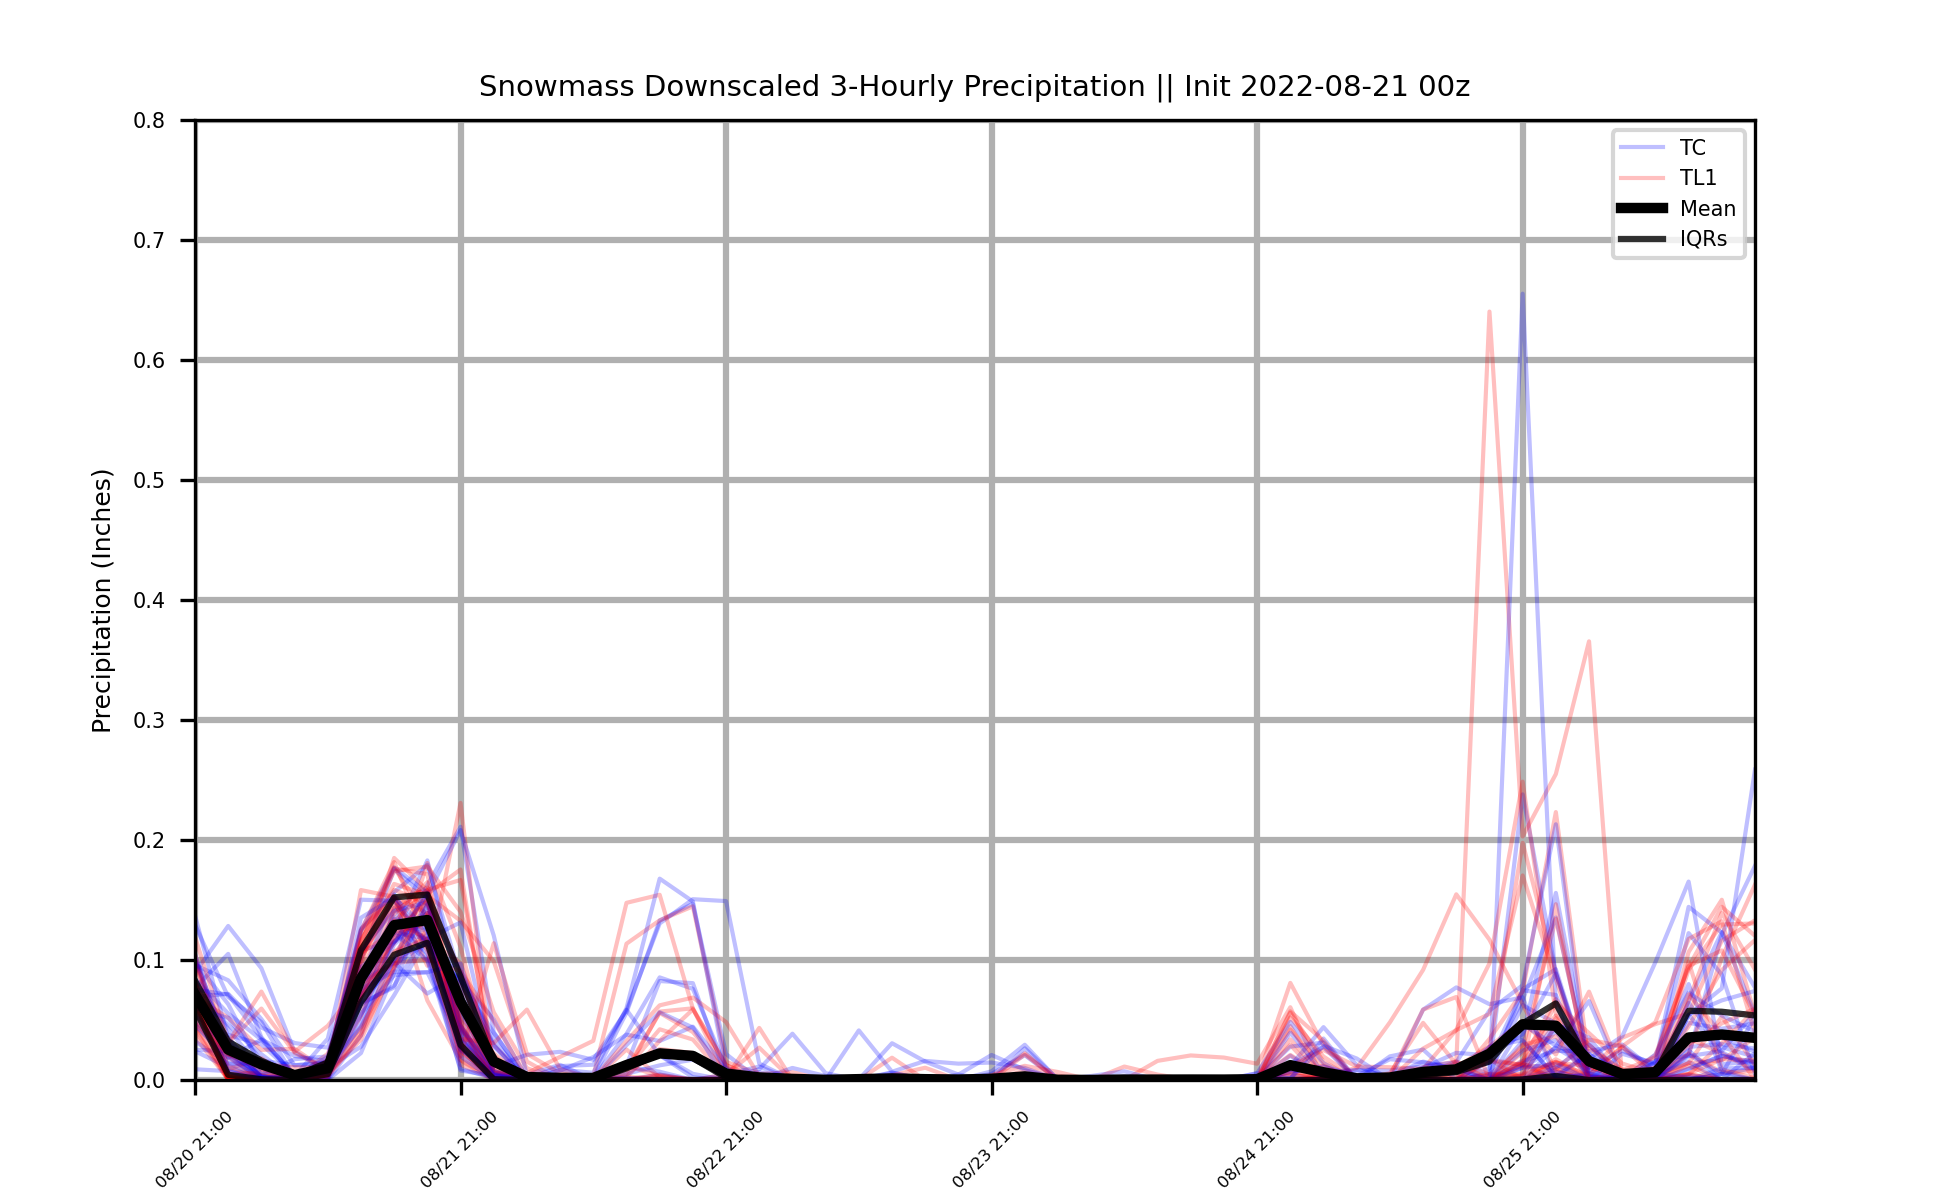 Snowmass Downscaled 3-Hourly Precipitation || Init 2022-08-21 00z
Precipitation (Inches)
0.8
0.7
0.6
0.5
0.4
0.3
0.2
0.1
0.0
TC
TL1
Mean
IQRs
08/20 21:00
08/21 21:00
08/22 21:00
08/23 21:00
08/24 21:00
08/25 21:00